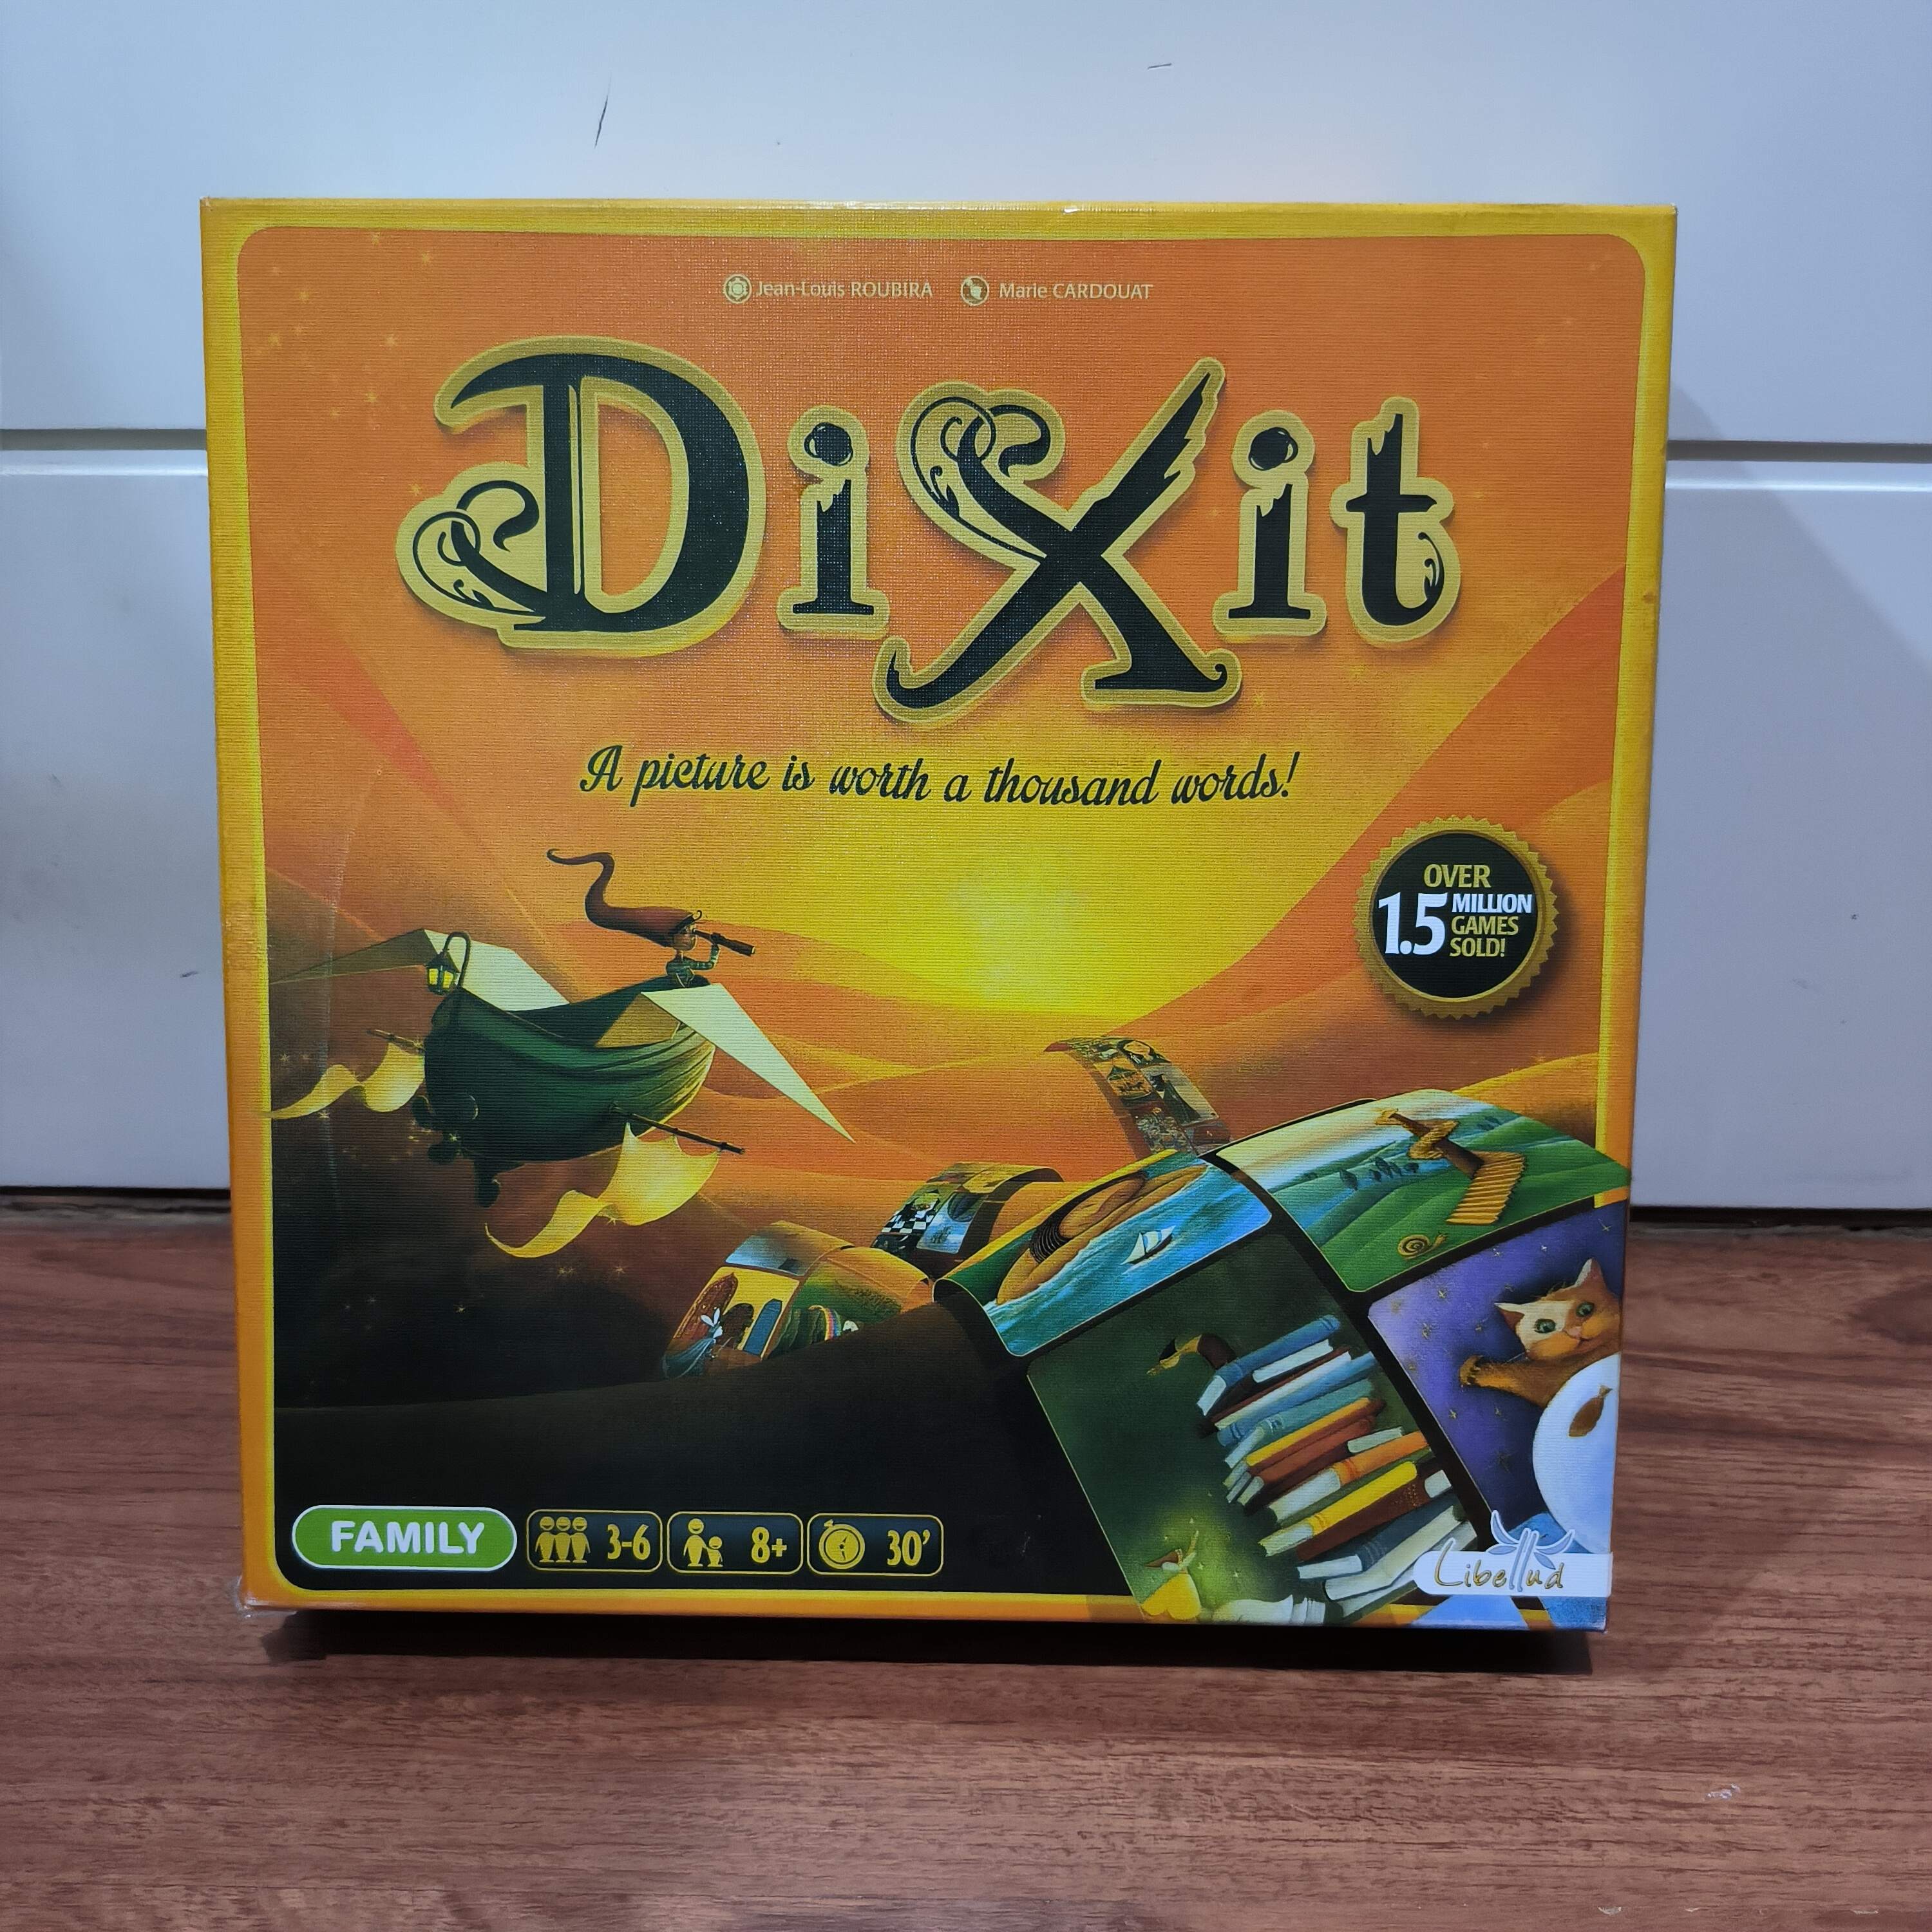 Jean-Louis ROUBIRA Marie CARDOUAT
DiXit
A picture is worth a thousand words!
OVER
1.5 MILLION
GAMES
SOLD!
FAMILY 3-6 8+ 30’
Libellud